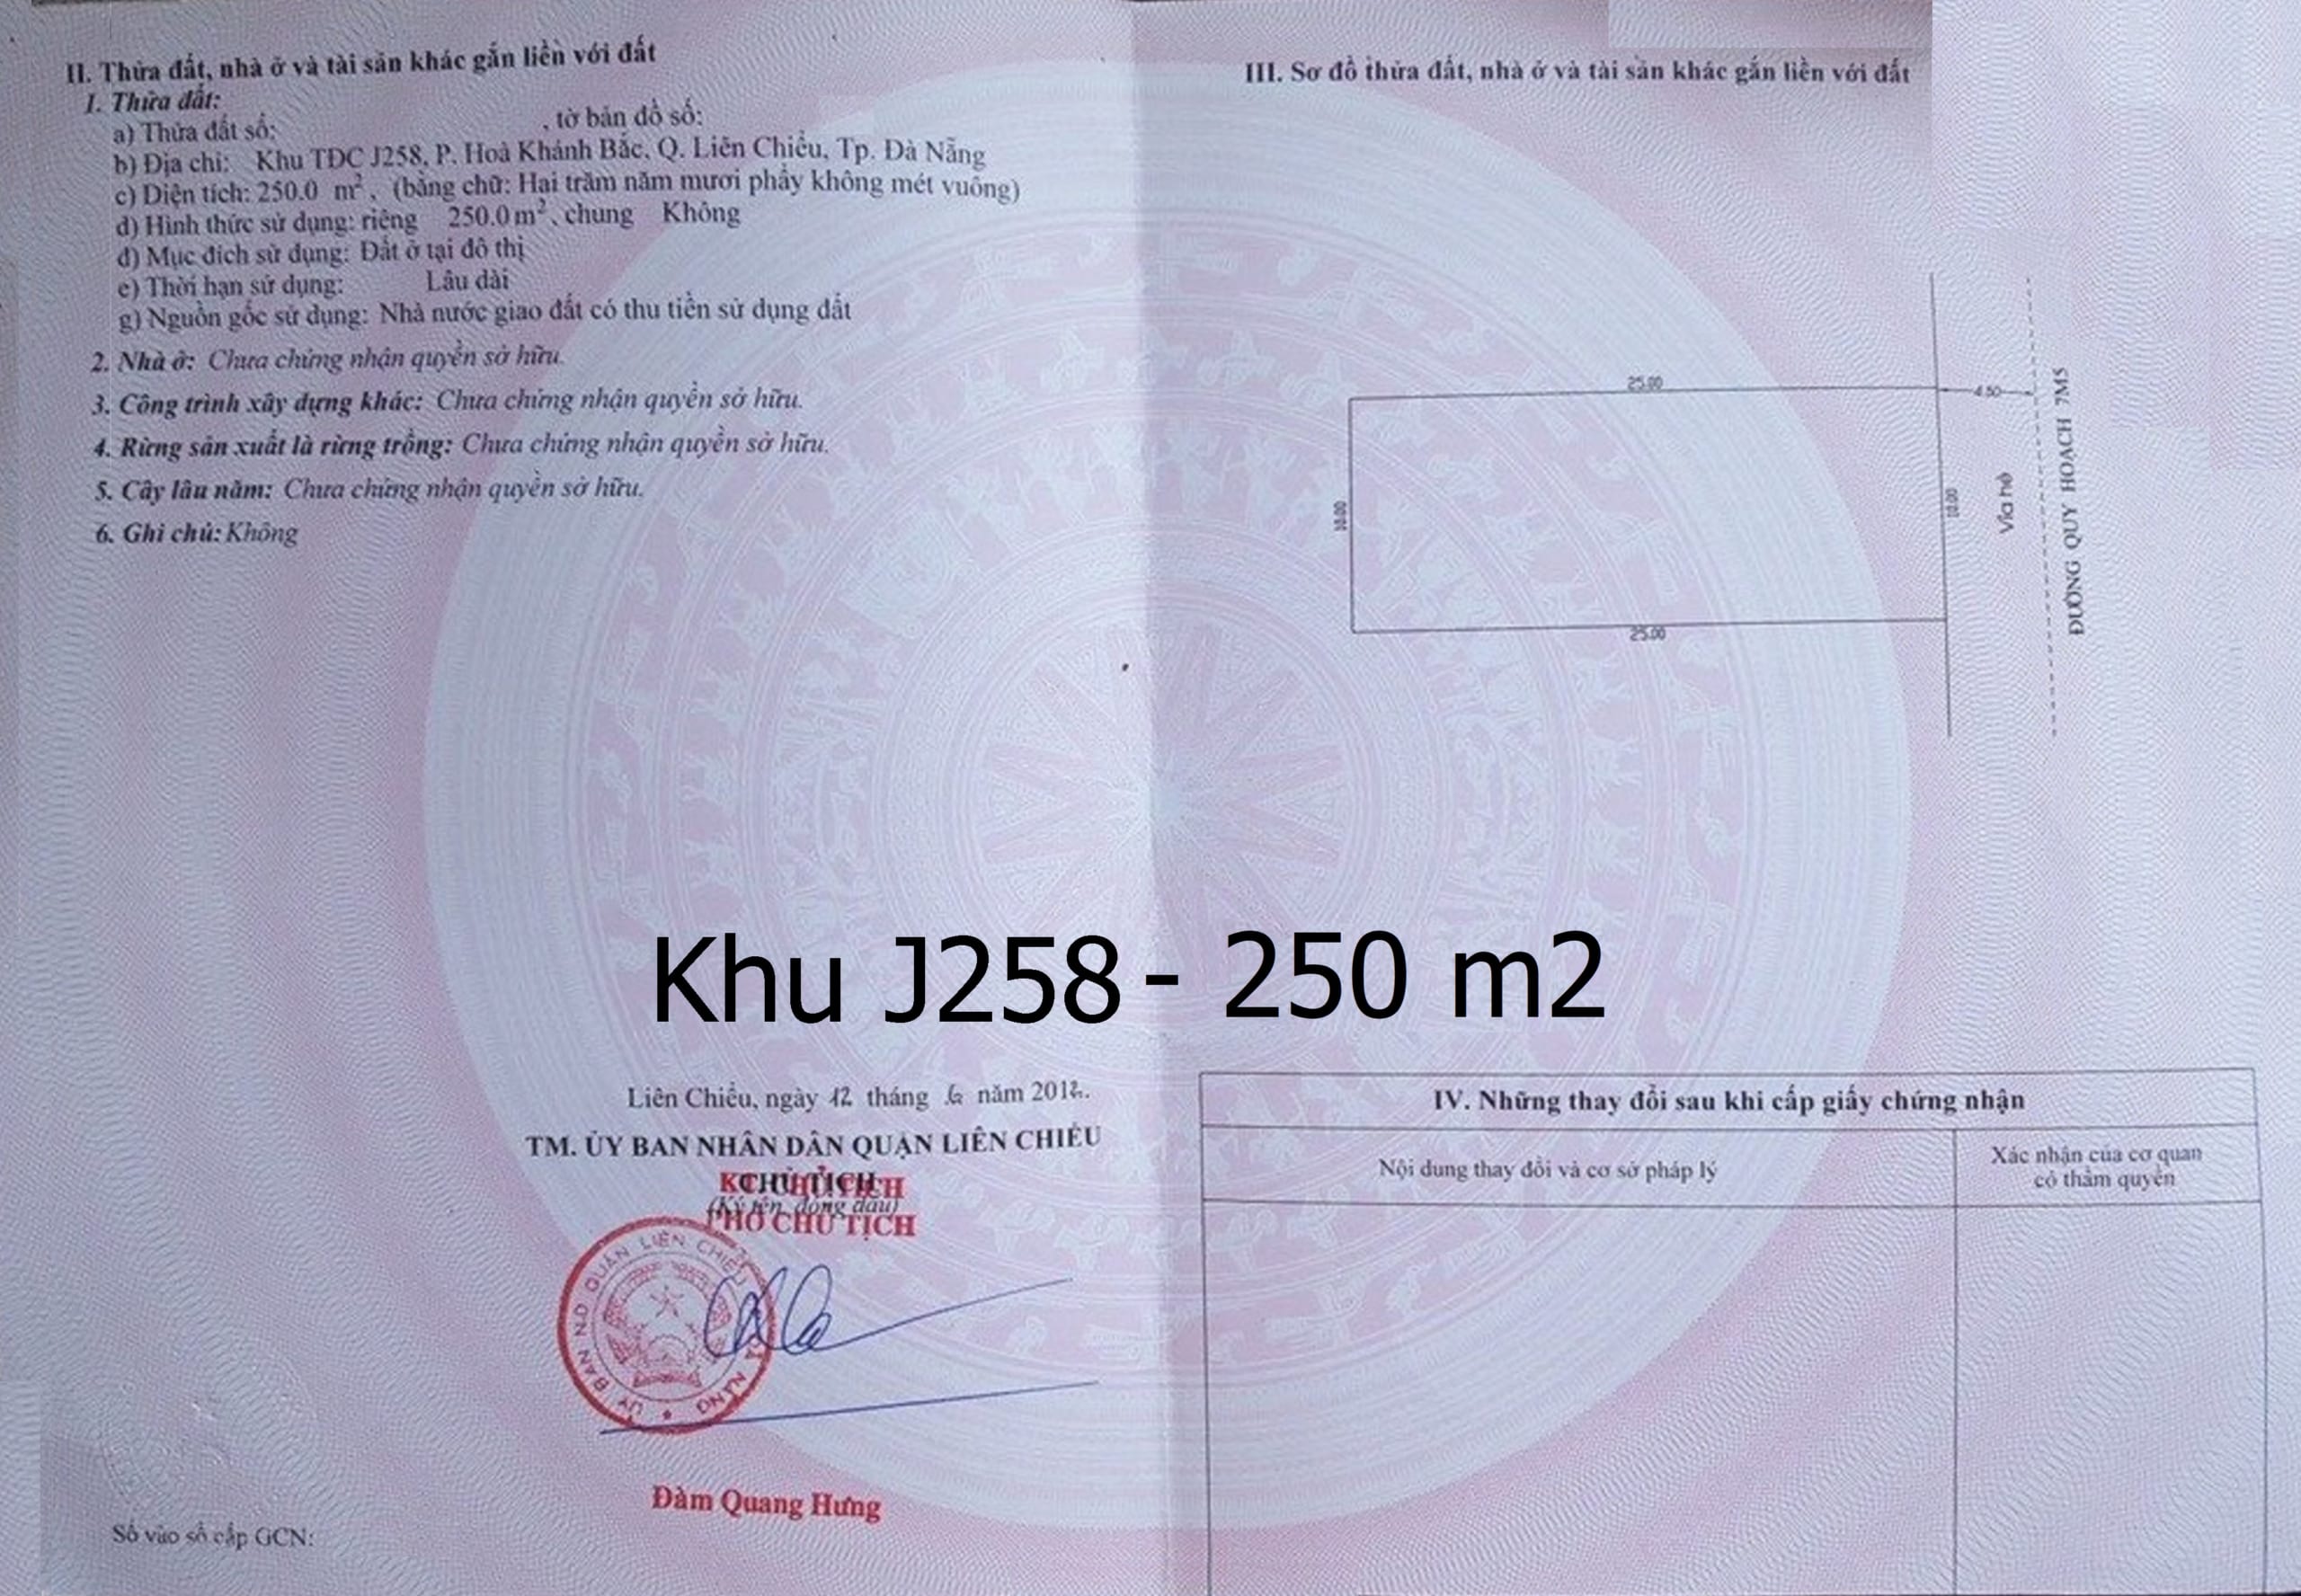 II. Thửa đất, nhà ở và tài sản khác gắn liền với đất
1. Thửa đất:
a) Thửa đất số: , tờ bản đồ số:
b) Địa chỉ: Khu TĐC J258, P. Hoà Khánh Bắc, Q. Liên Chiểu, Tp. Đà Nẵng
c) Diện tích: 250.0 m², (bằng chữ: Hai trăm năm mươi phẩy không mét vuông)
d) Hình thức sử dụng: riêng 250.0 m², chung Không
đ) Mục đích sử dụng: Đất ở tại đô thị
e) Thời hạn sử dụng: Lâu dài
g) Nguồn gốc sử dụng: Nhà nước giao đất có thu tiền sử dụng đất
2. Nhà ở: Chưa chứng nhận quyền sở hữu.
3. Công trình xây dựng khác: Chưa chứng nhận quyền sở hữu.
4. Rừng sản xuất là rừng trồng: Chưa chứng nhận quyền sở hữu.
5. Cây lâu năm: Chưa chứng nhận quyền sở hữu.
6. Ghi chú: Không
III. Sơ đồ thửa đất, nhà ở và tài sản khác gắn liền với đất
25.00
4.50
10.00
10.00
Vỉa hè
ĐƯỜNG QUY HOẠCH 7M5
25.00
Khu J258 - 250 m2
Liên Chiểu, ngày 12 tháng 6 năm 2012.
TM. ỦY BAN NHÂN DÂN QUẬN LIÊN CHIỂU
CHỦ TỊCH
KT. CHỦ TỊCH
(Ký tên, đóng dấu)
PHÓ CHỦ TỊCH
ỦY BAN N.D QUẬN LIÊN CHIỂU
ĐÀ NẴNG
Đàm Quang Hưng
Số vào sổ cấp GCN:
IV. Những thay đổi sau khi cấp giấy chứng nhận
Nội dung thay đổi và cơ sở pháp lý
Xác nhận của cơ quan
có thẩm quyền